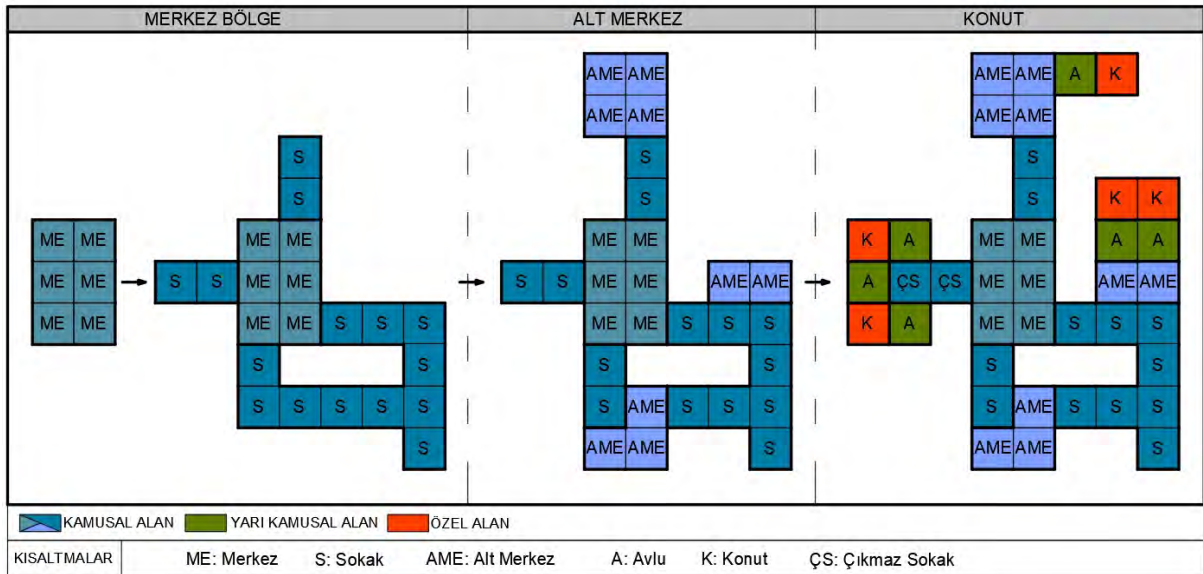 MERKEZ BÖLGE ALT MERKEZ KONUT
AME AME AME AME A K
AME AME AME AME
S S S
S S S K K
ME ME ME ME ME ME K A ME ME A A
ME ME S S ME ME S S ME ME AME AME A ÇS ÇS ME ME AME AME
ME ME ME ME S S S ME ME S S S K A ME ME S S S
S S S S S S
S S S S S S AME S S S S AME S S S
S AME AME S AME AME S
KAMUSAL ALAN YARI KAMUSAL ALAN ÖZEL ALAN
KISALTMALAR ME: Merkez S: Sokak AME: Alt Merkez A: Avlu K: Konut ÇS: Çıkmaz Sokak